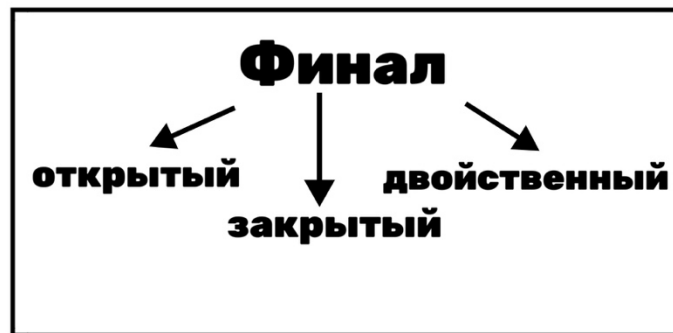 Финал
открытый
двойственный
закрытый